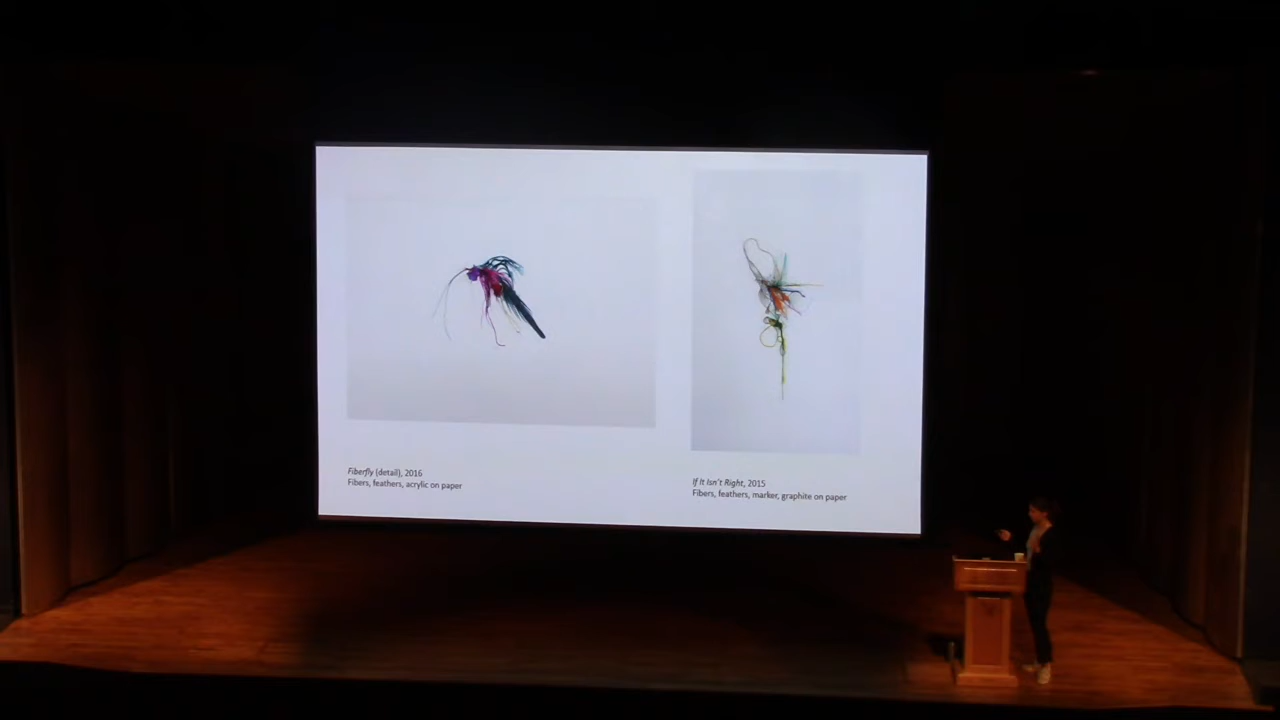 Fiberfly (detail), 2016
Fibers, feathers, acrylic on paper
If It Isn't Right, 2015
Fibers, feathers, marker, graphite on paper